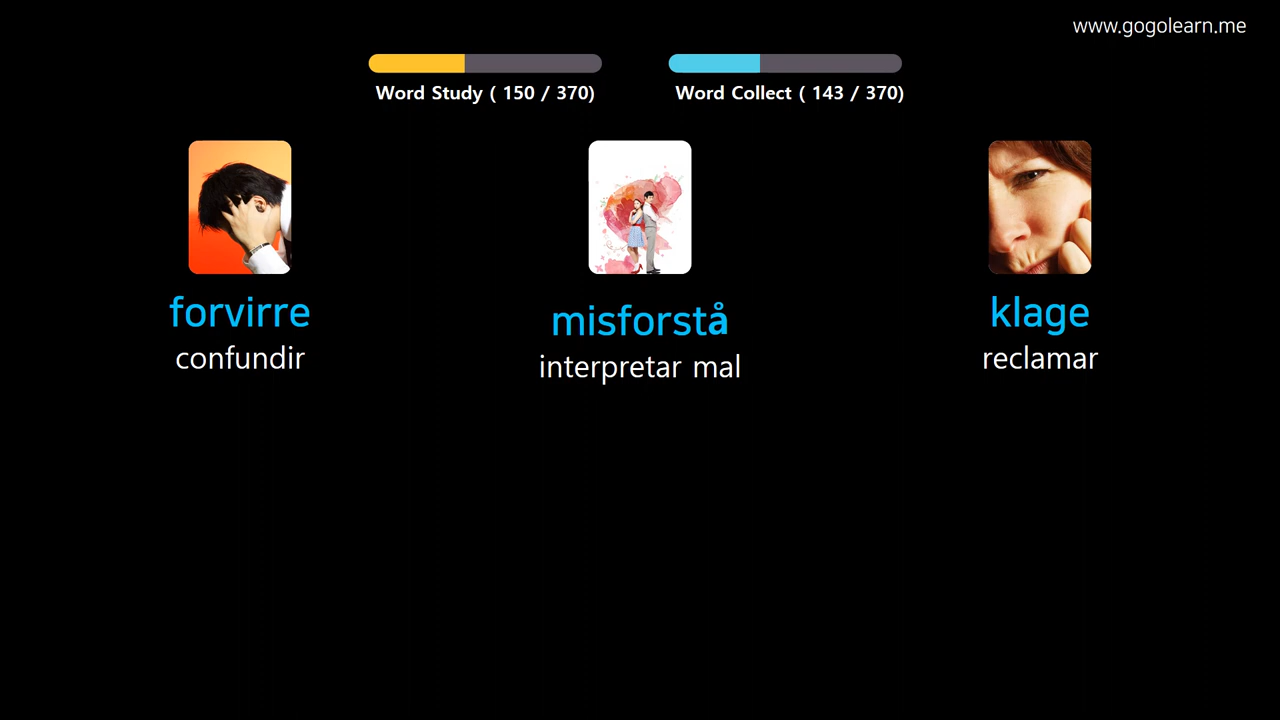 www.gogolearn.me
Word Study ( 150 / 370)
Word Collect ( 143 / 370)
forvirre
confundir
misforstå
interpretar mal
klage
reclamar